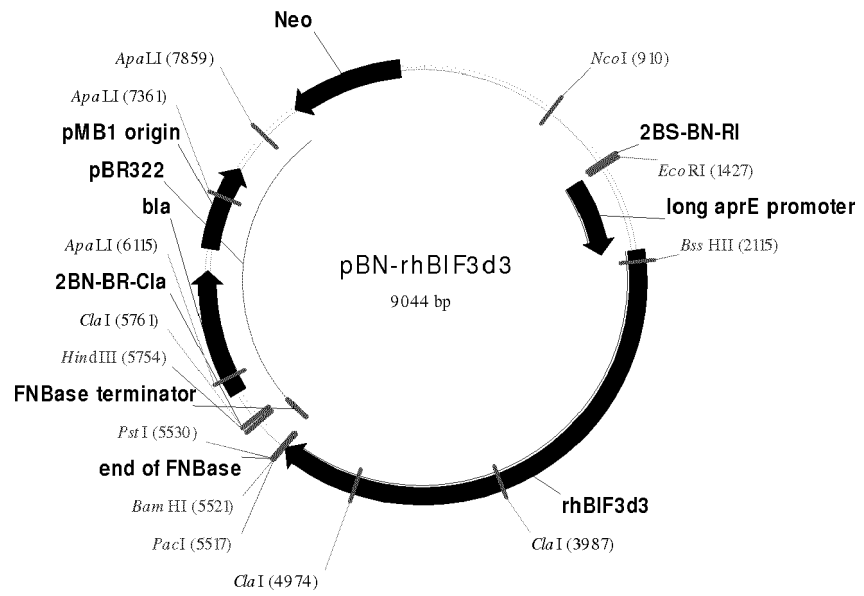 Neo
ApaLI (7859)
NcoI (910)
ApaLI (7361)
pMB1 origin
2BS-BN-RI
pBR322
EcoRI (1427)
bla
long aprE promoter
ApaLI (6115)
BssHII (2115)
pBN-rhBIF3d3
2BN-BR-Cla
9044 bp
ClaI (5761)
HindIII (5754)
FNBase terminator
PstI (5530)
end of FNBase
BamHI (5521)
rhBIF3d3
PacI (5517)
ClaI (3987)
ClaI (4974)